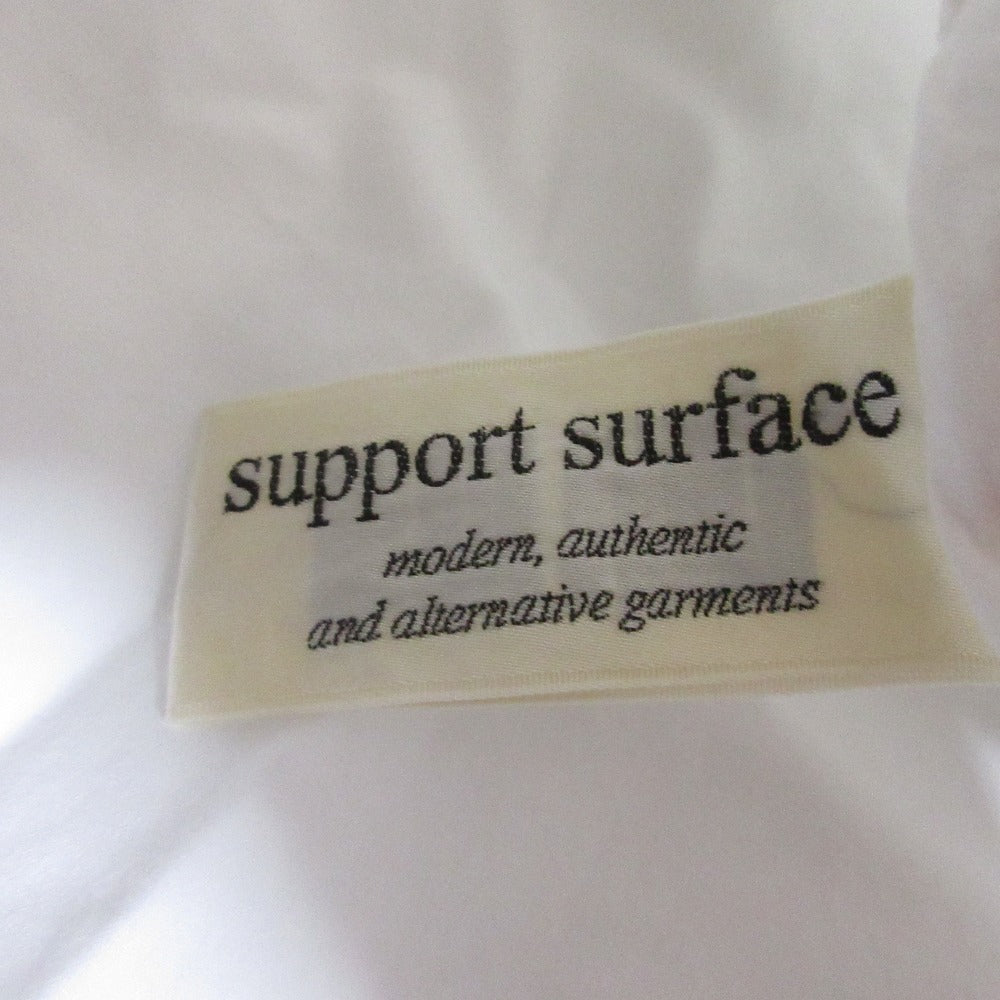 support surface
modern, authentic
and alternative garments